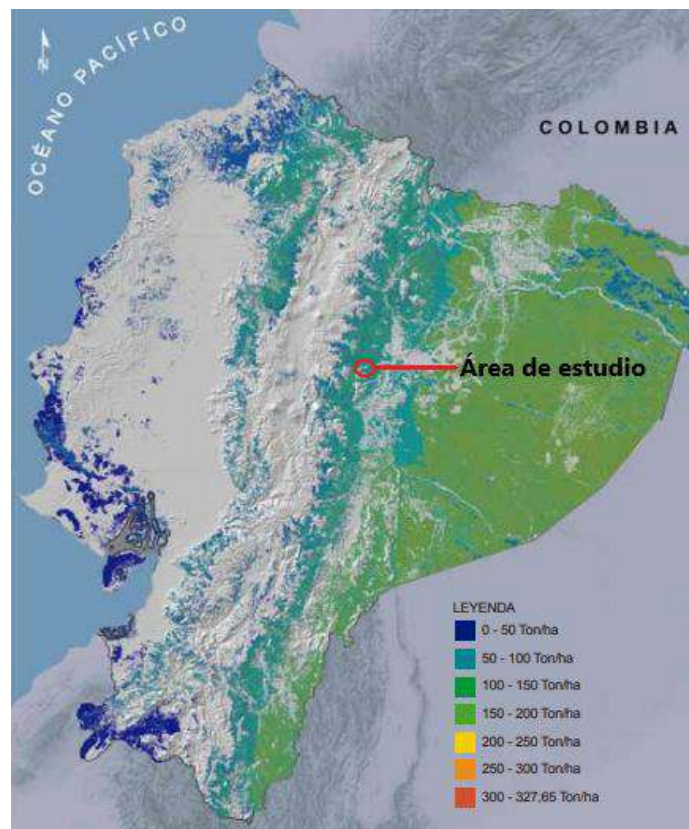 N
OCÉANO PACÍFICO
COLOMBIA
Área de estudio
LEYENDA
0 - 50 Ton/ha
50 - 100 Ton/ha
100 - 150 Ton/ha
150 - 200 Ton/ha
200 - 250 Ton/ha
250 - 300 Ton/ha
300 - 327,65 Ton/ha